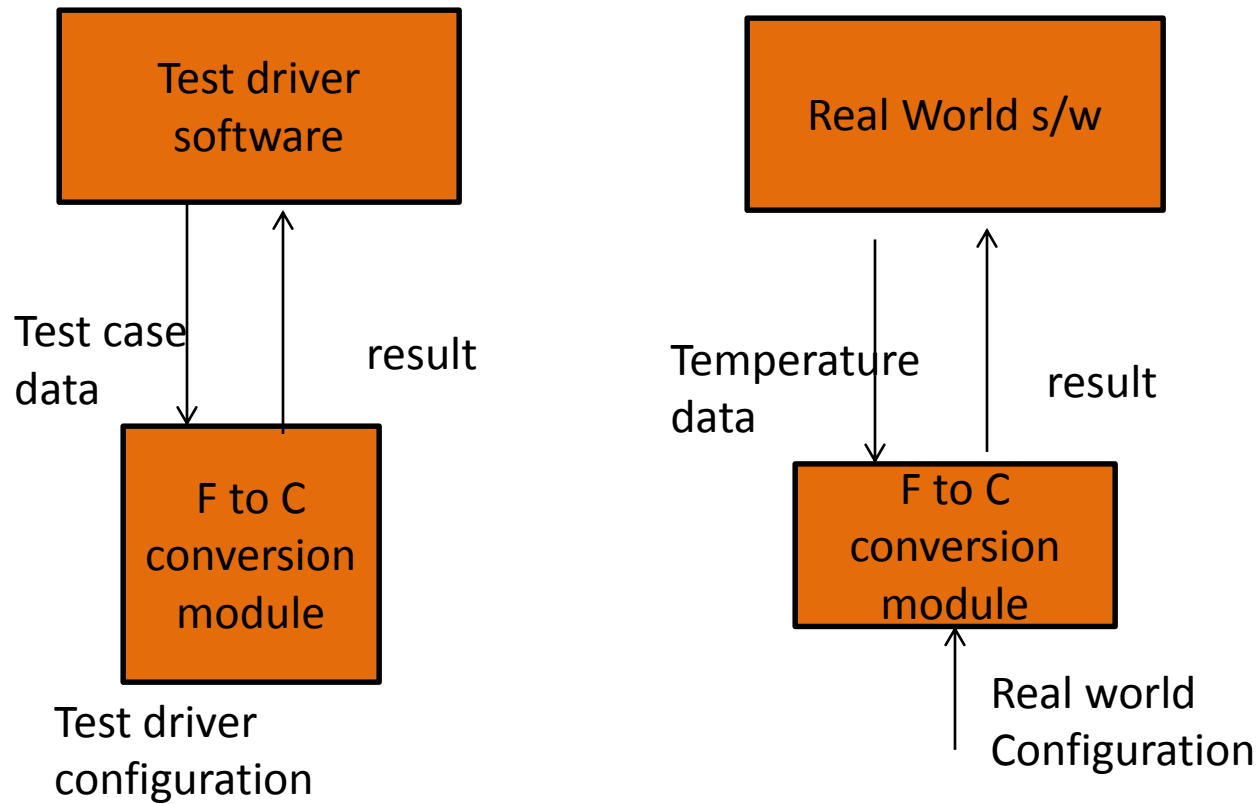 Test driver
software
Test case
data
result
F to C
conversion
module
Test driver
configuration
Real World s/w
Temperature
data
result
F to C
conversion
module
Real world
Configuration